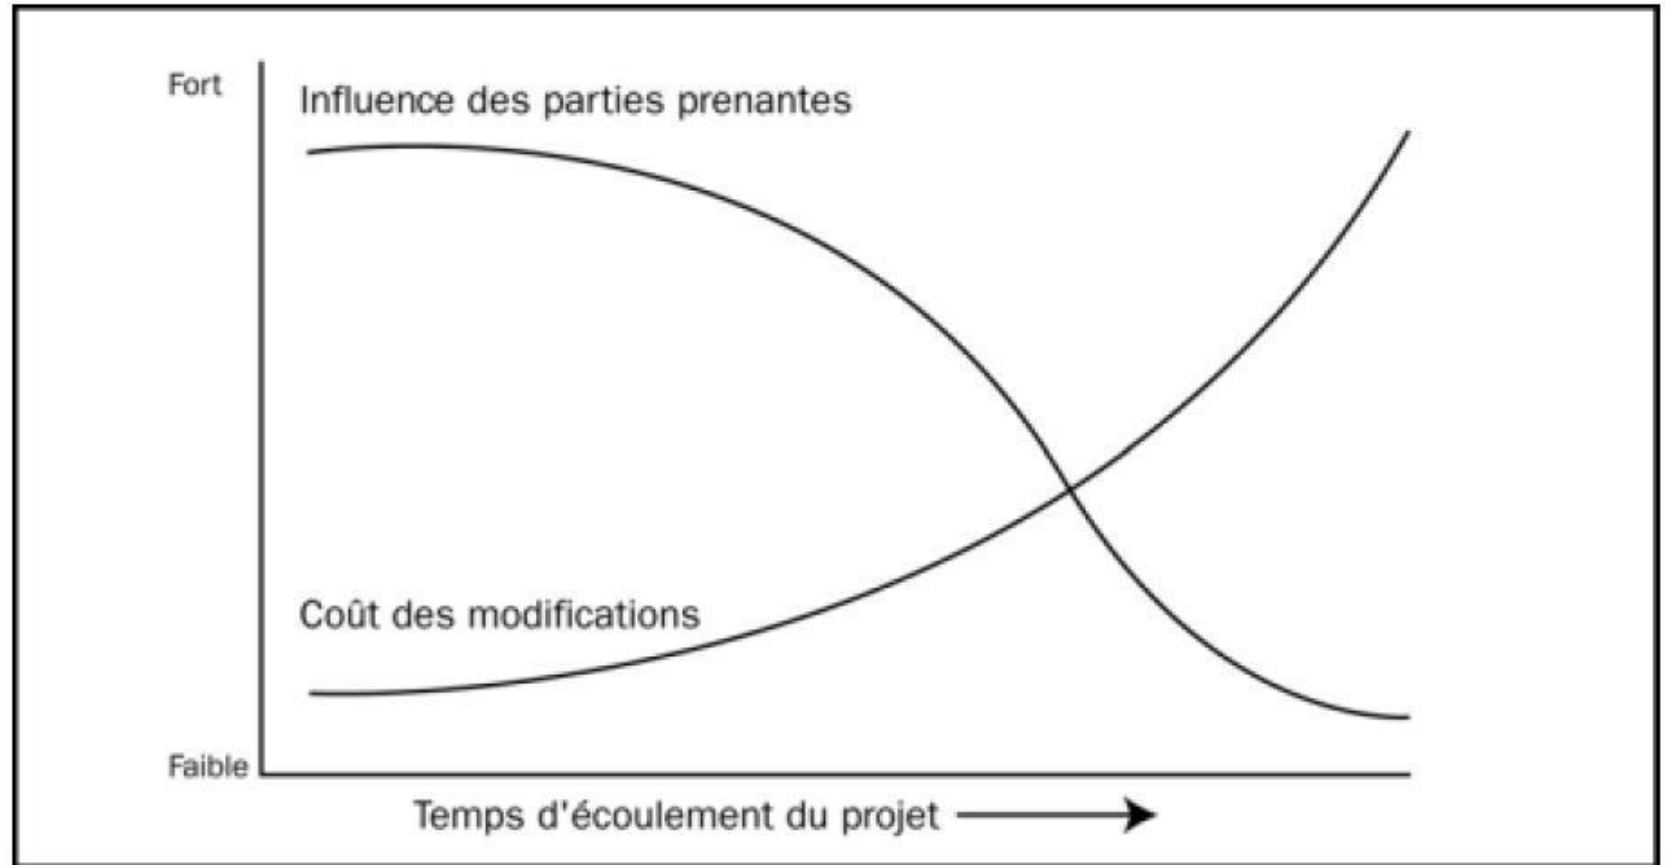 Fort
Influence des parties prenantes
Coût des modifications
Faible
Temps d'écoulement du projet